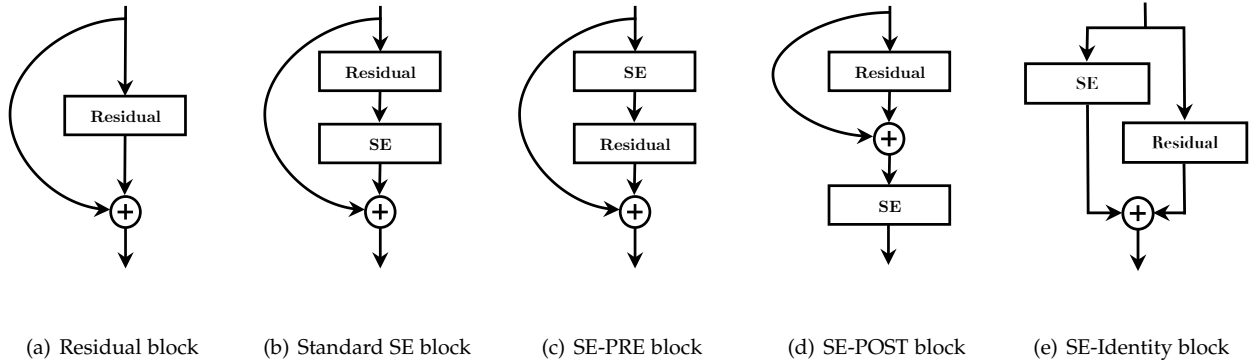 Residual
Residual
SE
SE
Residual
Residual
SE
SE
Residual
(a) Residual block
(b) Standard SE block
(c) SE-PRE block
(d) SE-POST block
(e) SE-Identity block